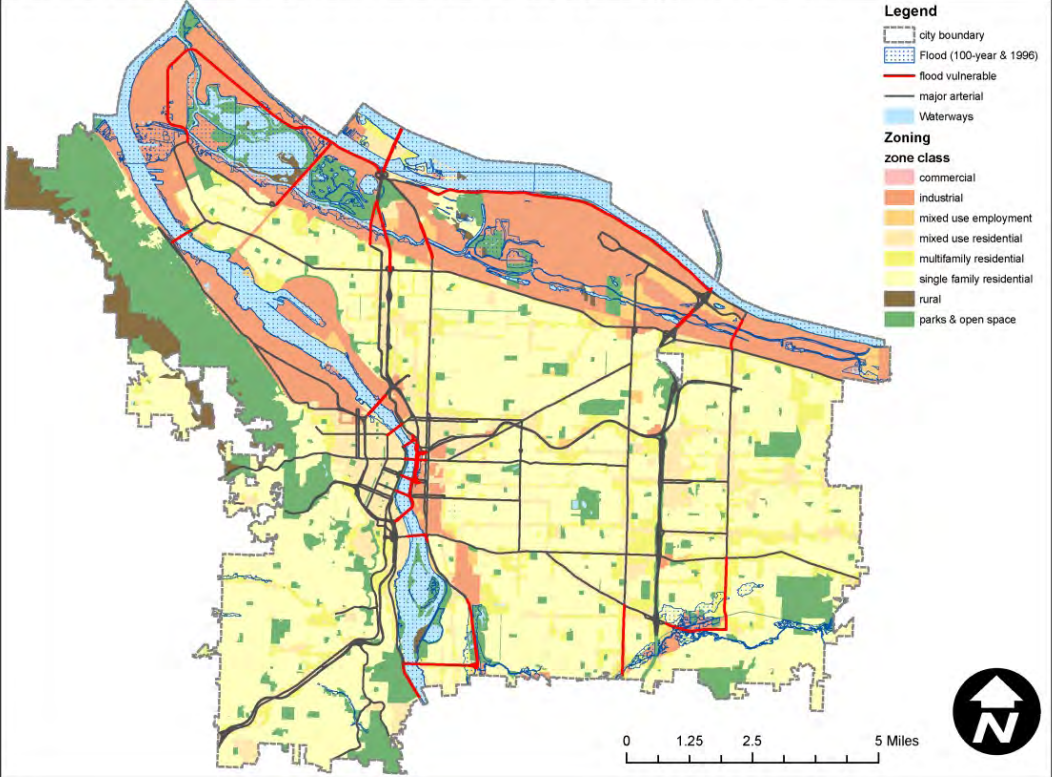 Legend
city boundary
Flood (100-year & 1996)
flood vulnerable
major arterial
Waterways
Zoning
zone class
commercial
industrial
mixed use employment
mixed use residential
multifamily residential
single family residential
rural
parks & open space
0 1.25 2.5 5 Miles
N